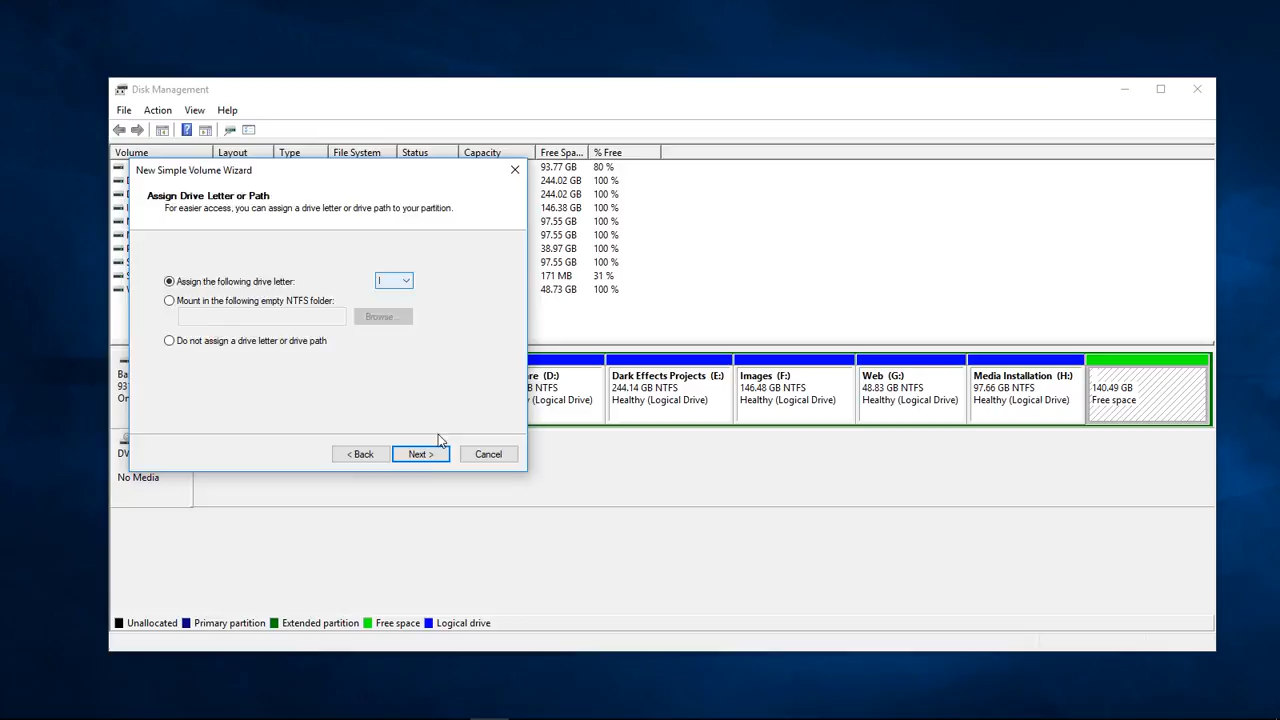 Disk Management
File Action View Help
Volume Layout Type File System Status Capacity Free Spa... % Free
93.77 GB 80 %
244.02 GB 100 %
244.02 GB 100 %
146.38 GB 100 %
97.55 GB 100 %
97.55 GB 100 %
38.97 GB 100 %
97.55 GB 100 %
171 MB 31 %
48.73 GB 100 %
New Simple Volume Wizard
Assign Drive Letter or Path
For easier access, you can assign a drive letter or drive path to your partition.
Assign the following drive letter: I
Mount in the following empty NTFS folder:
Browse...
Do not assign a drive letter or drive path
< Back Next > Cancel
Ba
931
On
re (D:)
B NTFS
Healthy (Logical Drive)
Dark Effects Projects (E:)
244.14 GB NTFS
Healthy (Logical Drive)
Images (F:)
146.48 GB NTFS
Healthy (Logical Drive)
Web (G:)
48.83 GB NTFS
Healthy (Logical Drive)
Media Installation (H:)
97.66 GB NTFS
Healthy (Logical Drive)
140.49 GB
Free space
DV
No Media
Unallocated Primary partition Extended partition Free space Logical drive